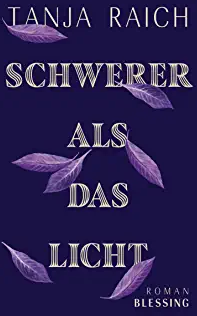 TANJA RAICH
SCHWERER
ALS
DAS
LICHT
ROMAN
BLESSING